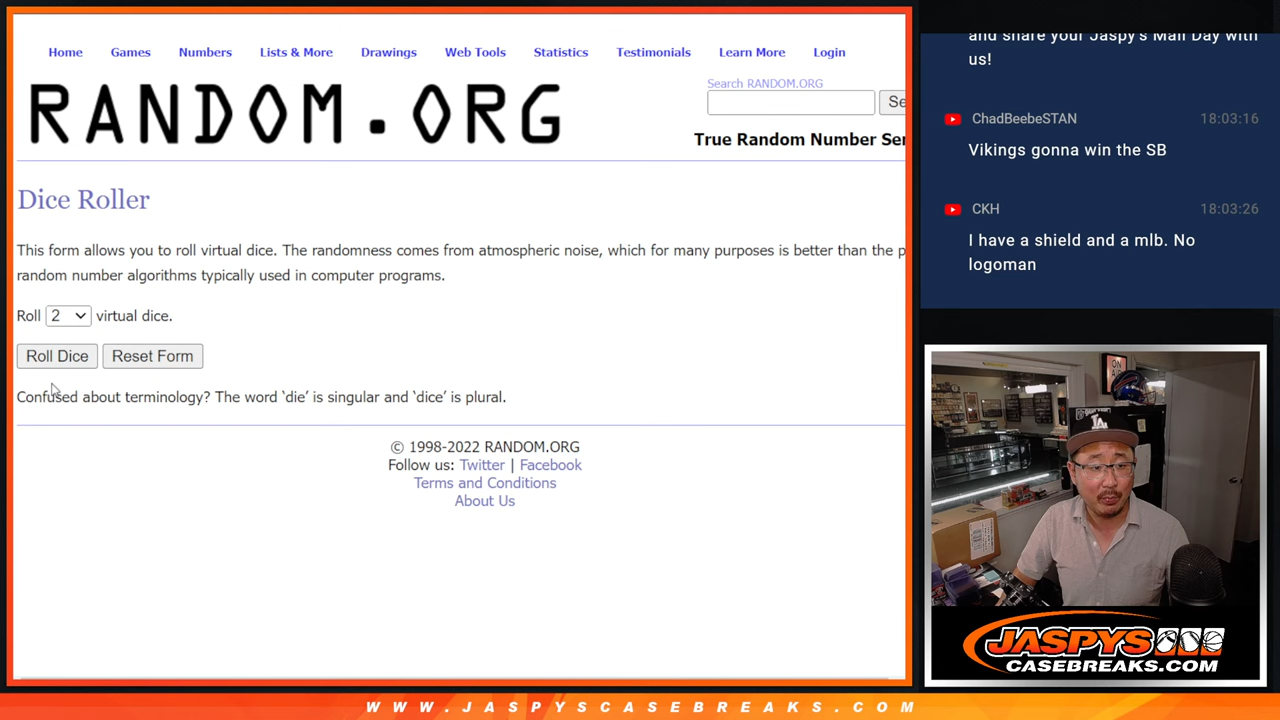 Home Games Numbers Lists & More Drawings Web Tools Statistics Testimonials Learn More Login
RANDOM.ORG
Search RANDOM.ORG
Se
True Random Number Ser
Dice Roller
This form allows you to roll virtual dice. The randomness comes from atmospheric noise, which for many purposes is better than the p
random number algorithms typically used in computer programs.
Roll 2 virtual dice.
Roll Dice Reset Form
Confused about terminology? The word ‘die’ is singular and ‘dice’ is plural.
© 1998-2022 RANDOM.ORG
Follow us: Twitter | Facebook
Terms and Conditions
About Us
and share your Jaspy's Mail Day with
us!
ChadBeebeSTAN 18:03:16
Vikings gonna win the SB
CKH 18:03:26
I have a shield and a mlb. No
logoman
ON
LA
JASPYS
CASEBREAKS.COM
WWW.JASPYSCASEBREAKS.COM